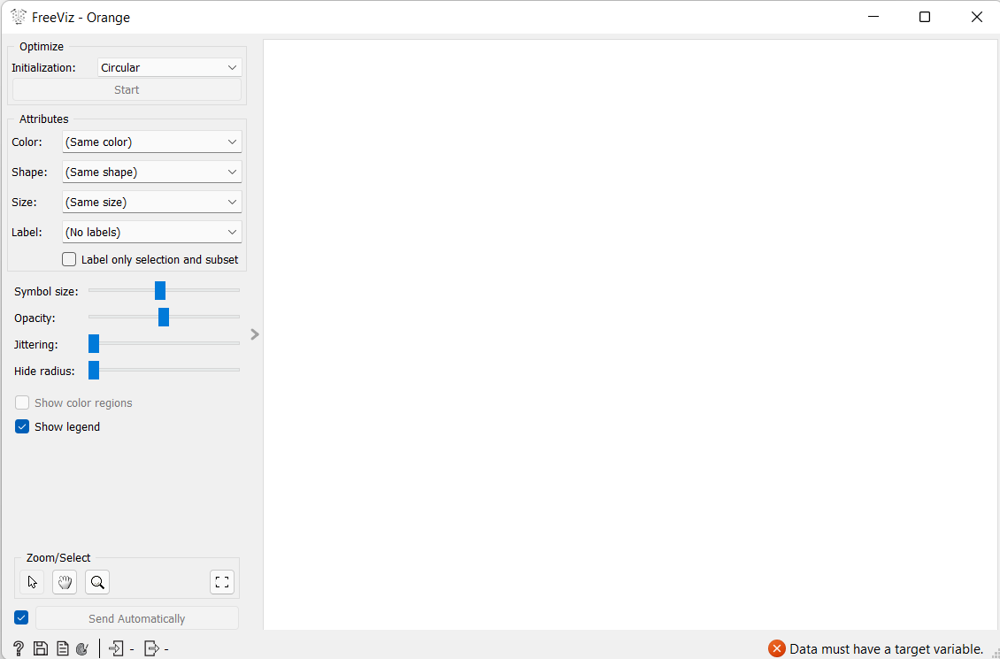 FreeViz - Orange
Optimize
Initialization: Circular
Start
Attributes
Color: (Same color)
Shape: (Same shape)
Size: (Same size)
Label: (No labels)
Label only selection and subset
Symbol size:
Opacity:
Jittering:
Hide radius:
Show color regions
Show legend
Zoom/Select
Send Automatically
? - -
Data must have a target variable.